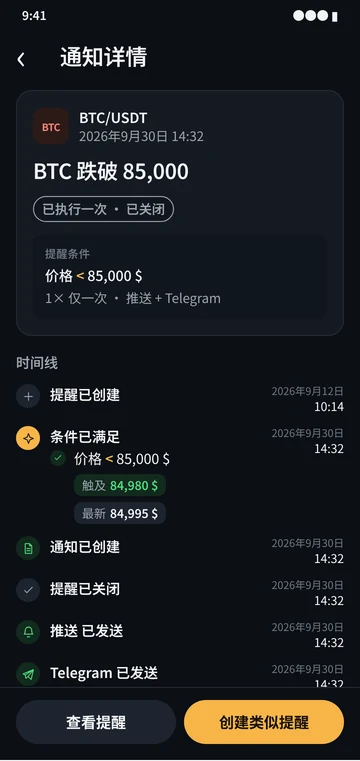 9:41
通知详情
BTC
BTC/USDT
2026年9月30日 14:32
BTC 跌破 85,000
已执行一次 • 已关闭
提醒条件
价格 < 85,000 $
1× 仅一次 • 推送 + Telegram
时间线
提醒已创建
2026年9月12日
10:14
条件已满足
2026年9月30日
14:32
价格 < 85,000 $
触及 84,980 $
最新 84,995 $
通知已创建
2026年9月30日
14:32
提醒已关闭
2026年9月30日
14:32
推送 已发送
2026年9月30日
14:32
Telegram 已发送
2026年9月30日
14:32
查看提醒
创建类似提醒